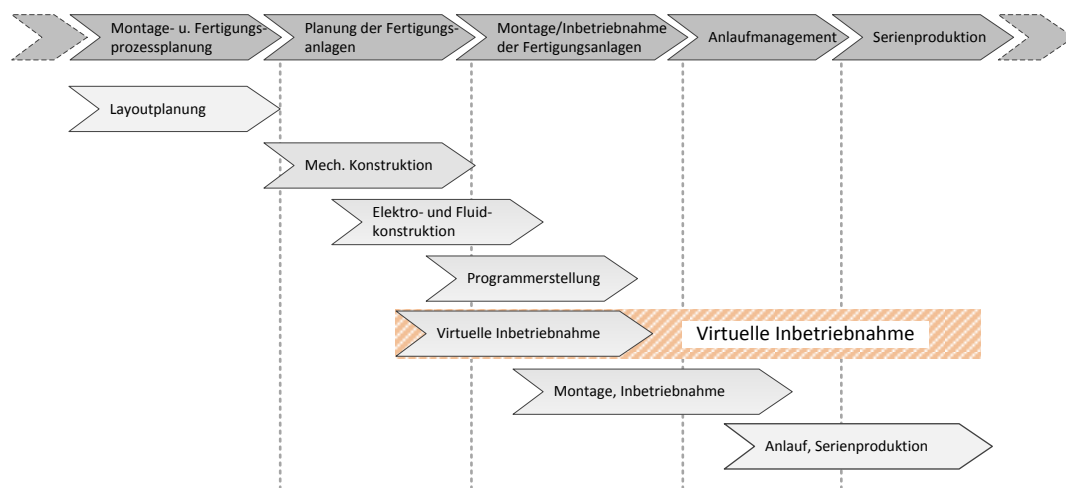 Montage- u. Fertigungs-
prozessplanung
Planung der Fertigungs-
anlagen
Montage/Inbetriebnahme
der Fertigungsanlagen
Anlaufmanagement
Serienproduktion
Layoutplanung
Mech. Konstruktion
Elektro- und Fluid-
konstruktion
Programmerstellung
Virtuelle Inbetriebnahme
Virtuelle Inbetriebnahme
Montage, Inbetriebnahme
Anlauf, Serienproduktion